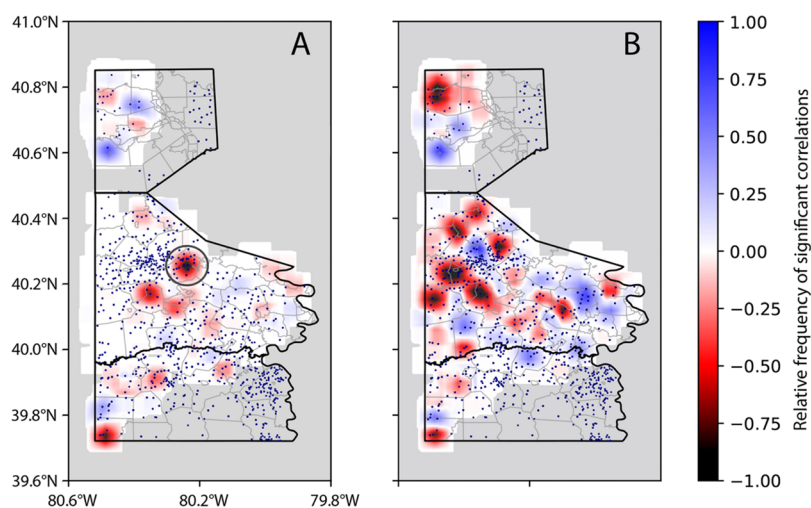 41.0°N
40.8°N
40.6°N
40.4°N
40.2°N
40.0°N
39.8°N
39.6°N
80.6°W 80.2°W 79.8°W
A
B
1.00
0.75
0.50
0.25
0.00
−0.25
−0.50
−0.75
−1.00
Relative frequency of significant correlations